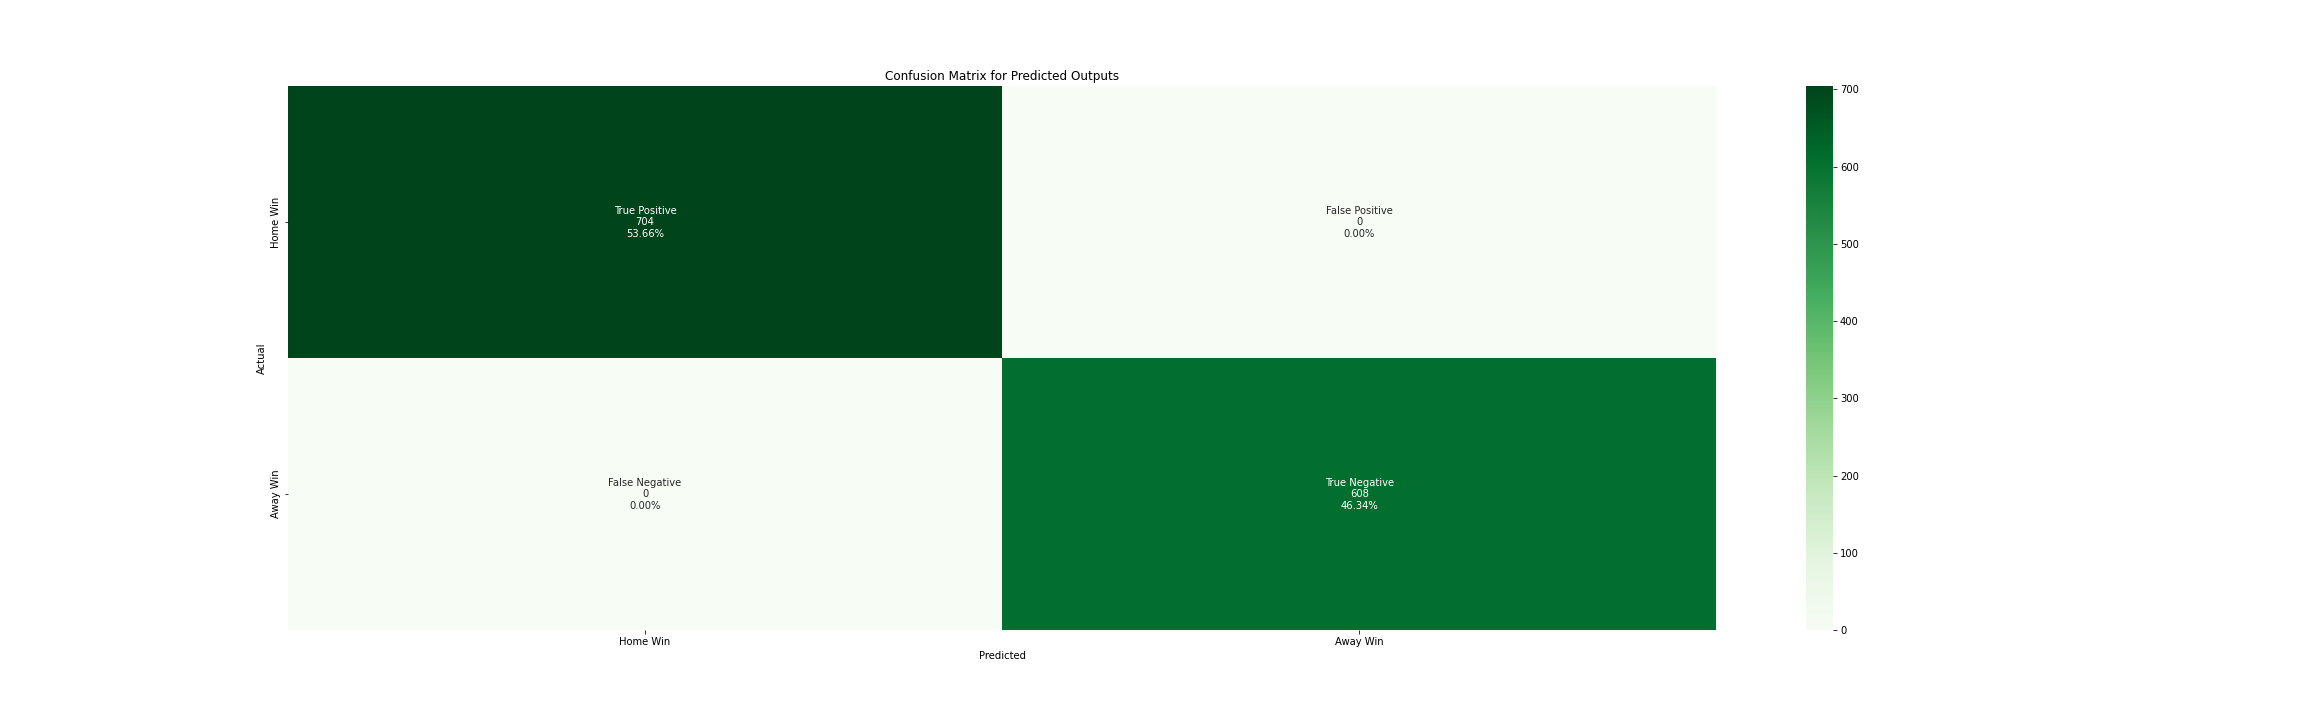 Confusion Matrix for Predicted Outputs
Home Win
True Positive
704
53.66%
False Positive
0
0.00%
Actual
Away Win
False Negative
0
0.00%
True Negative
608
46.34%
Home Win
Away Win
Predicted
700
600
500
400
300
200
100
0